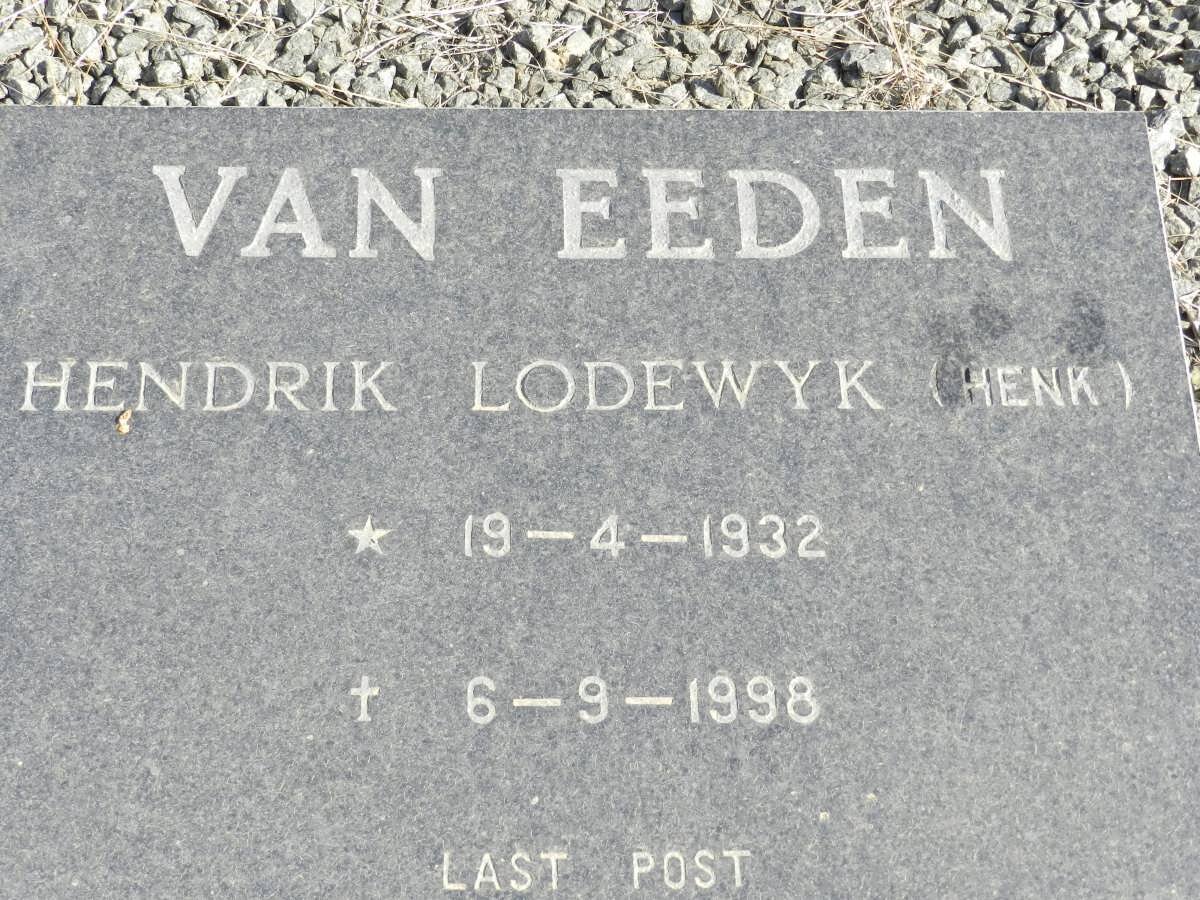 VAN EEDEN
HENDRIK LODEWYK (HENK)
★ 19-4-1932
† 6-9-1998
LAST POST